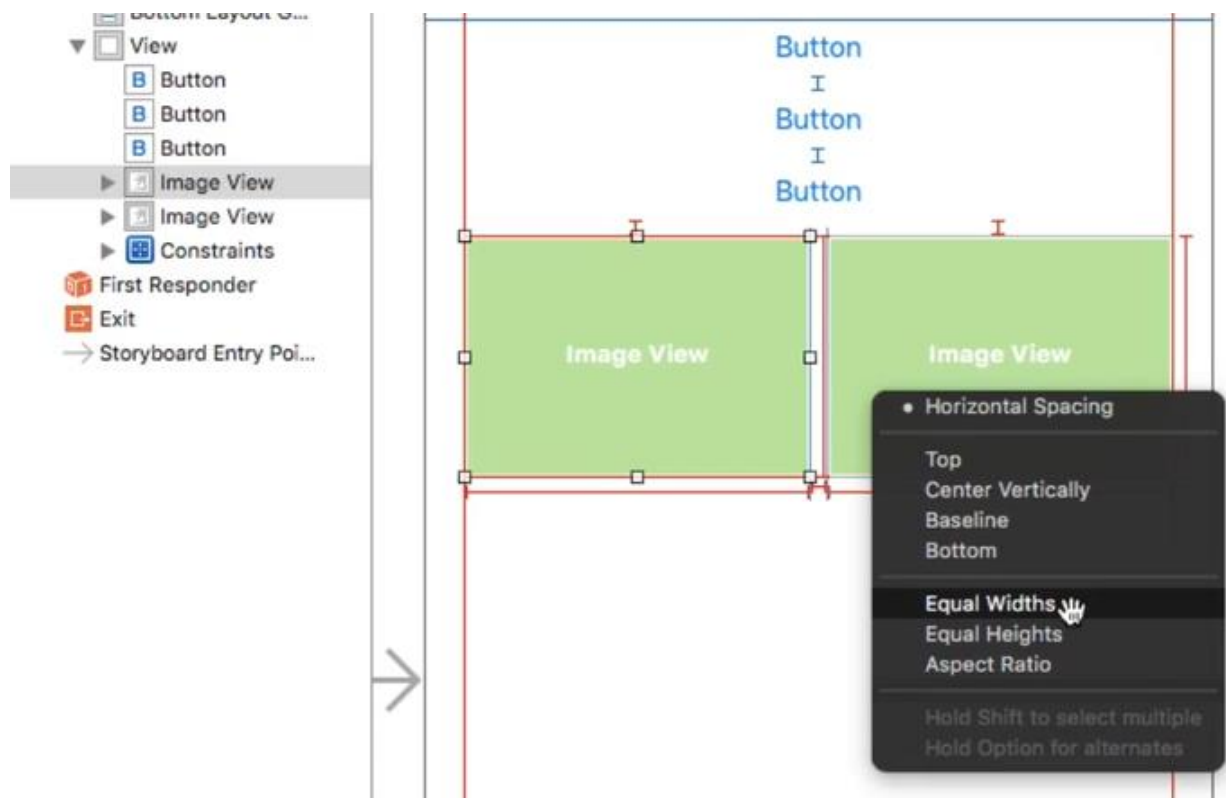 Bottom Layout G...
View
B Button
B Button
B Button
Image View
Image View
Constraints
First Responder
Exit
Storyboard Entry Poi...
Button
Button
Button
Image View
Image View
Horizontal Spacing
Top
Center Vertically
Baseline
Bottom
Equal Widths
Equal Heights
Aspect Ratio
Hold Shift to select multiple
Hold Option for alternates